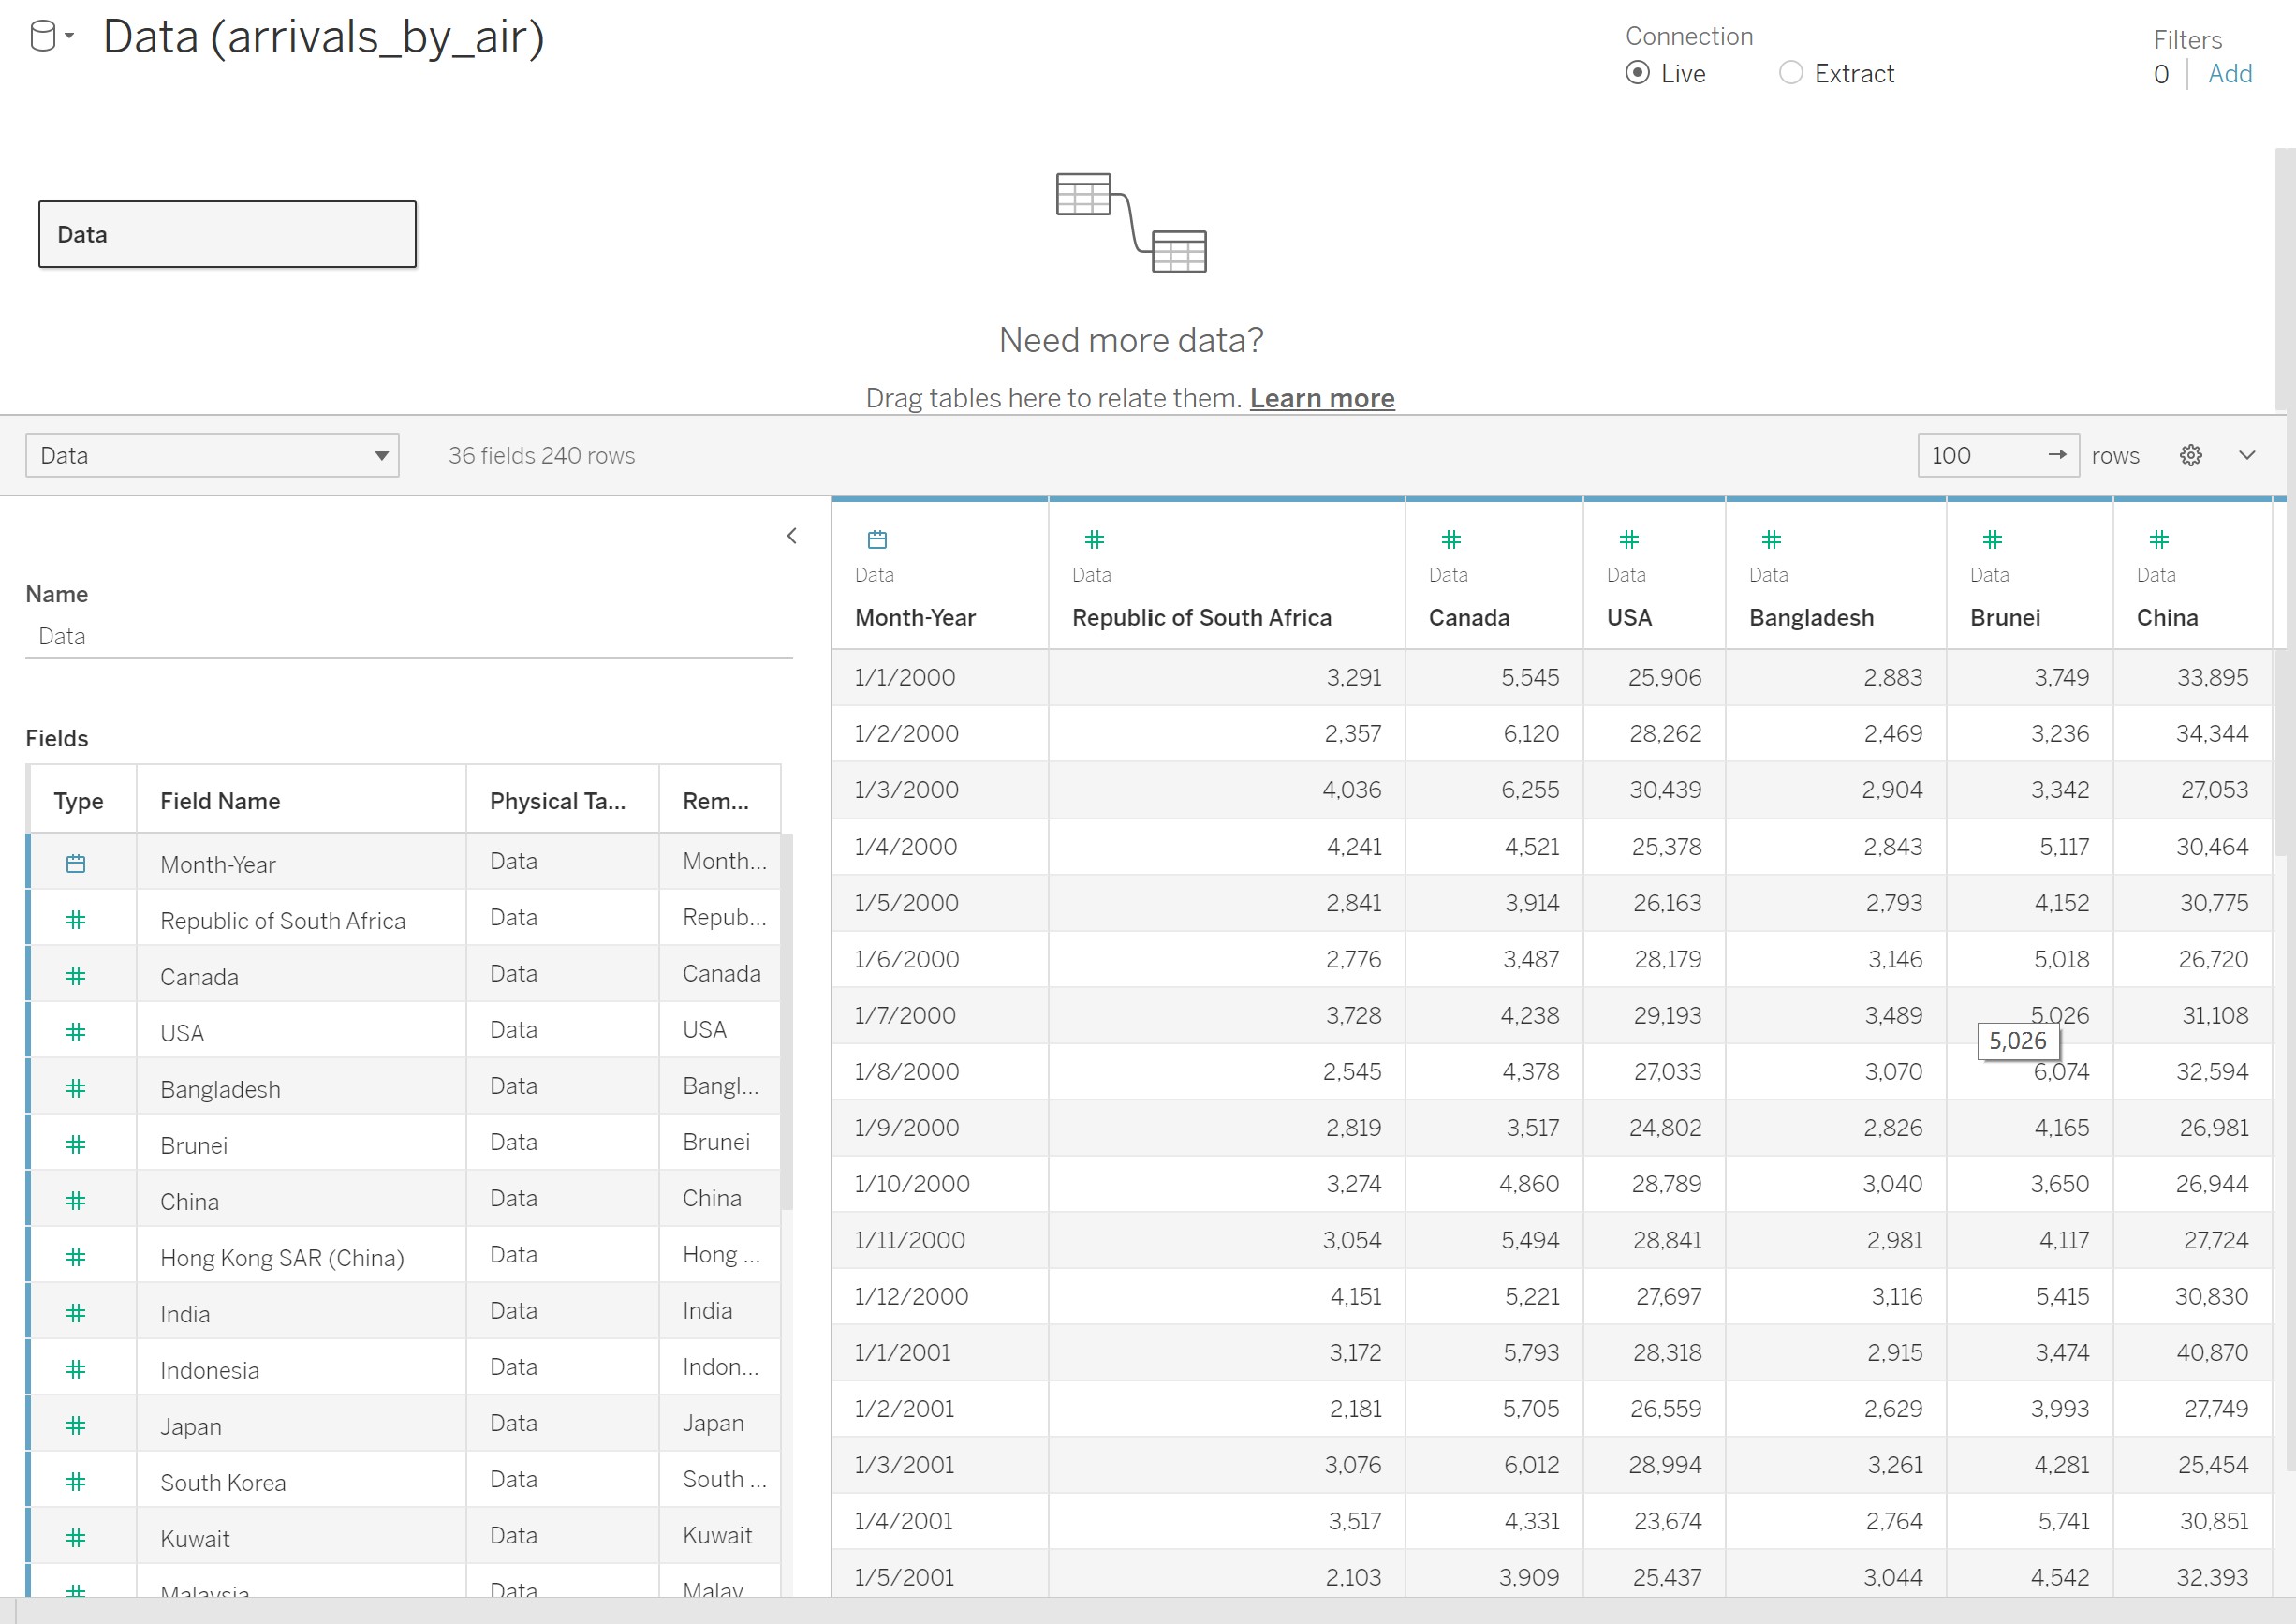 Data (arrivals_by_air)
Connection
Live Extract
Filters
0 Add
Data
Need more data?
Drag tables here to relate them. Learn more
Data 36 fields 240 rows 100 rows
Name
Data
Fields
Type Field Name Physical Ta... Rem...
Month-Year Data Month...
Republic of South Africa Data Repub...
Canada Data Canada
USA Data USA
Bangladesh Data Bangl...
Brunei Data Brunei
China Data China
Hong Kong SAR (China) Data Hong ...
India Data India
Indonesia Data Indon...
Japan Data Japan
South Korea Data South ...
Kuwait Data Kuwait
Malaysia Data Malay
Data Data Data Data Data Data Data
Month-Year Republic of South Africa Canada USA Bangladesh Brunei China
1/1/2000 3,291 5,545 25,906 2,883 3,749 33,895
1/2/2000 2,357 6,120 28,262 2,469 3,236 34,344
1/3/2000 4,036 6,255 30,439 2,904 3,342 27,053
1/4/2000 4,241 4,521 25,378 2,843 5,117 30,464
1/5/2000 2,841 3,914 26,163 2,793 4,152 30,775
1/6/2000 2,776 3,487 28,179 3,146 5,018 26,720
1/7/2000 3,728 4,238 29,193 3,489 5,026 31,108
5,026
1/8/2000 2,545 4,378 27,033 3,070 6,074 32,594
1/9/2000 2,819 3,517 24,802 2,826 4,165 26,981
1/10/2000 3,274 4,860 28,789 3,040 3,650 26,944
1/11/2000 3,054 5,494 28,841 2,981 4,117 27,724
1/12/2000 4,151 5,221 27,697 3,116 5,415 30,830
1/1/2001 3,172 5,793 28,318 2,915 3,474 40,870
1/2/2001 2,181 5,705 26,559 2,629 3,993 27,749
1/3/2001 3,076 6,012 28,994 3,261 4,281 25,454
1/4/2001 3,517 4,331 23,674 2,764 5,741 30,851
1/5/2001 2,103 3,909 25,437 3,044 4,542 32,393